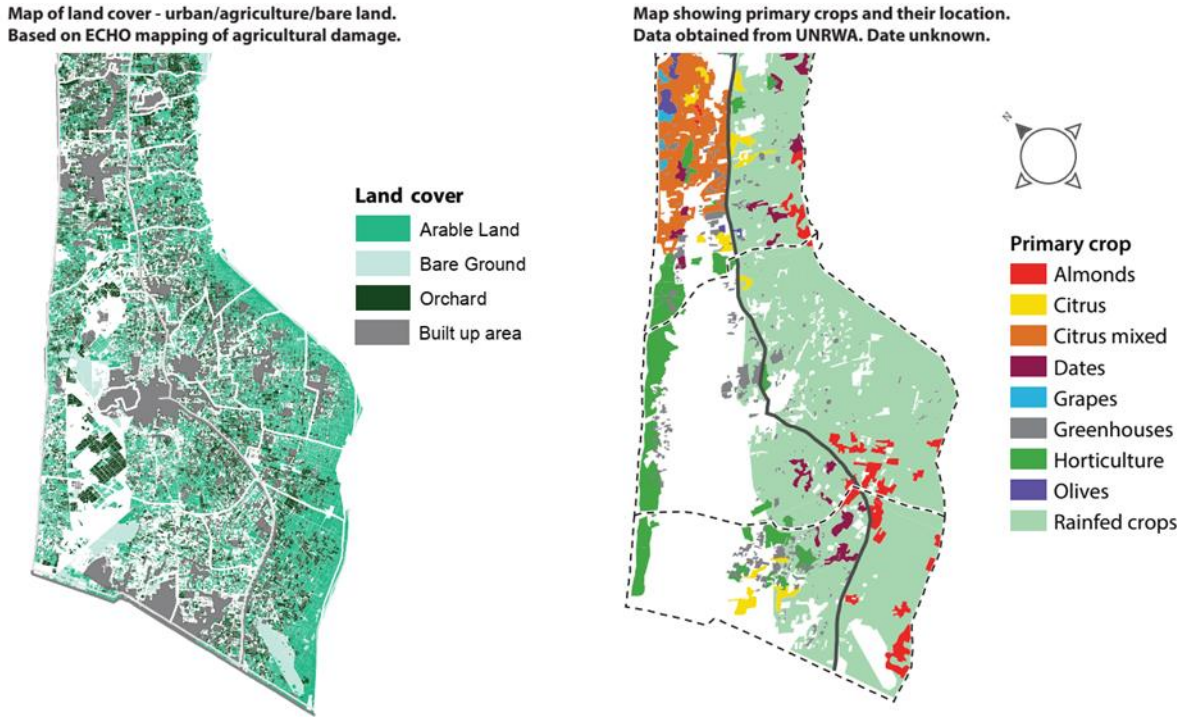 Map of land cover - urban/agriculture/bare land.
Based on ECHO mapping of agricultural damage.
Land cover
Arable Land
Bare Ground
Orchard
Built up area
Map showing primary crops and their location.
Data obtained from UNRWA. Date unknown.
N
Primary crop
Almonds
Citrus
Citrus mixed
Dates
Grapes
Greenhouses
Horticulture
Olives
Rainfed crops